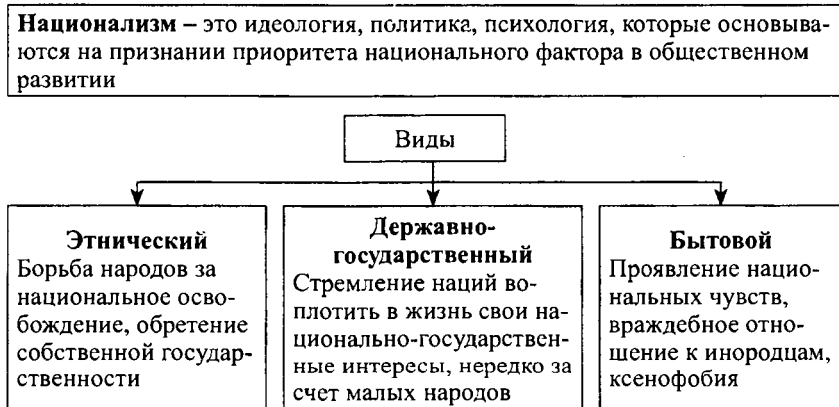 Национализм – это идеология, политика, психология, которые основыва-
ются на признании приоритета национального фактора в общественном
развитии
Виды
Этнический
Борьба народов за
национальное осво-
бождение, обретение
собственной государ-
ственности
Державно-
государственный
Стремление наций во-
плотить в жизнь свои на-
ционально-государствен-
ные интересы, нередко за
счет малых народов
Бытовой
Проявление нацио-
нальных чувств,
враждебное отно-
шение к инородцам,
ксенофобия